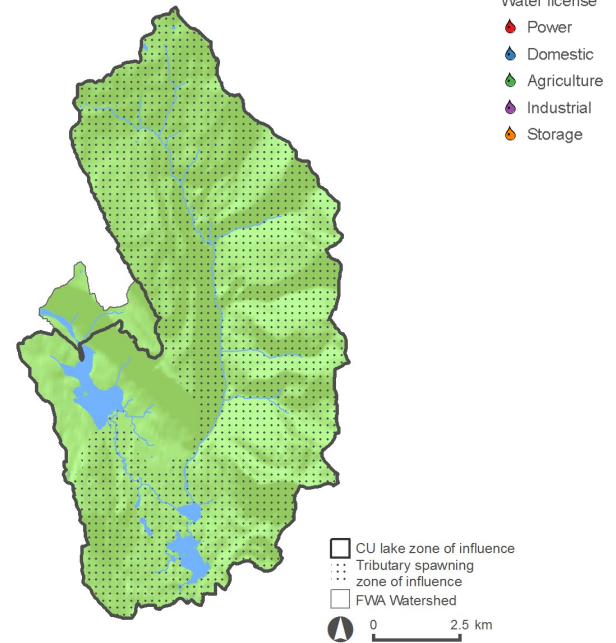 Water license
Power
Domestic
Agriculture
Industrial
Storage
CU lake zone of influence
Tributary spawning
zone of influence
FWA Watershed
0 2.5 km